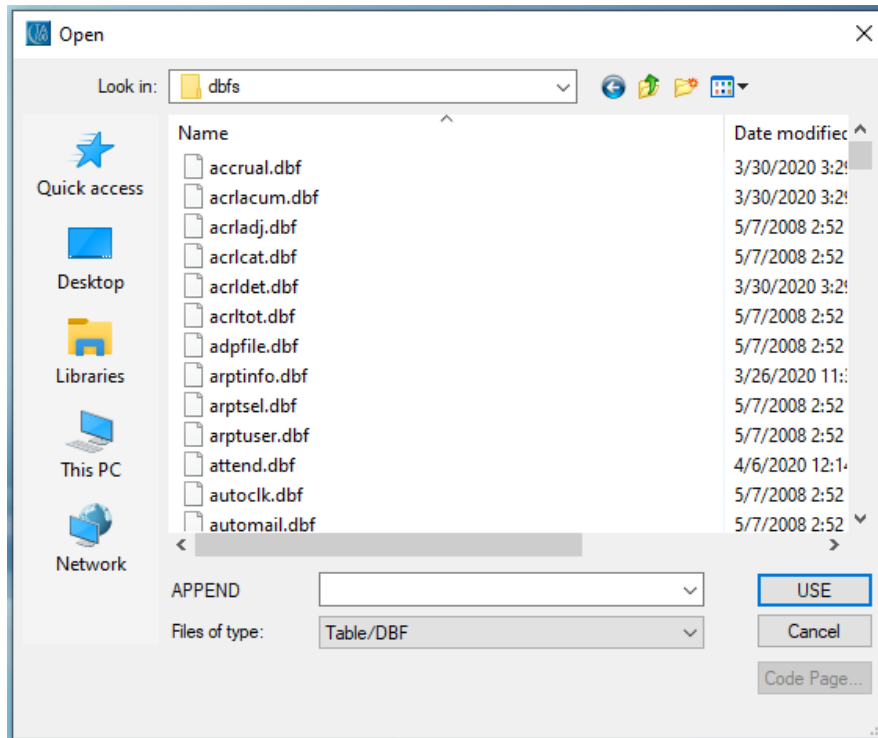 Open
Look in: dbfs
Name Date modified
accrual.dbf 3/30/2020 3:29
acrlacum.dbf 3/30/2020 3:29
acrladj.dbf 5/7/2008 2:52
acrlcat.dbf 5/7/2008 2:52
acrldet.dbf 3/30/2020 3:29
acrltot.dbf 5/7/2008 2:52
adpfile.dbf 5/7/2008 2:52
arptinfo.dbf 3/26/2020 11:
arptsel.dbf 5/7/2008 2:52
arptuser.dbf 5/7/2008 2:52
attend.dbf 4/6/2020 12:14
autoclk.dbf 5/7/2008 2:52
automail.dbf 5/7/2008 2:52
Quick access
Desktop
Libraries
This PC
Network
APPEND USE
Files of type: Table/DBF Cancel
Code Page...